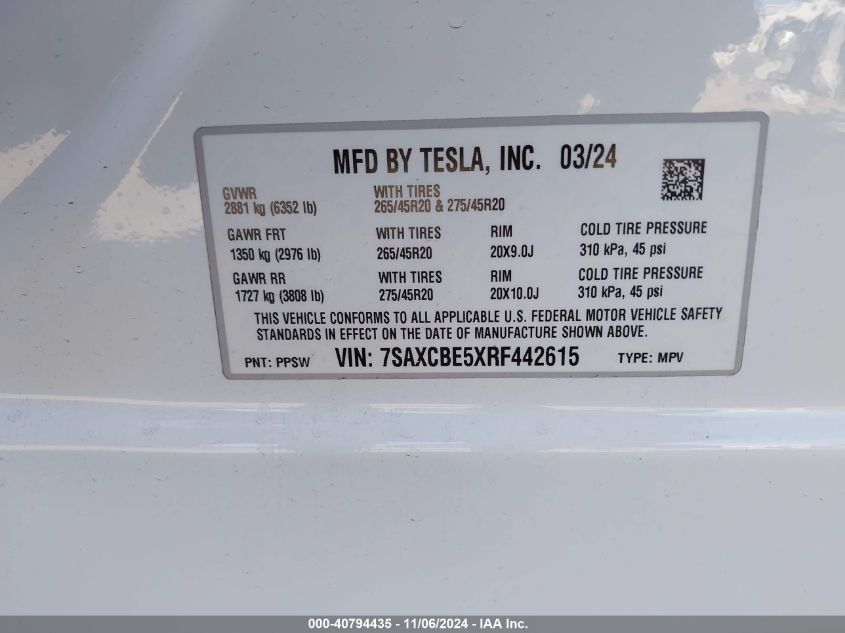 MFD BY TESLA, INC. 03/24
GVWR WITH TIRES
2881 kg (6352 lb) 265/45R20 & 275/45R20
GAWR FRT WITH TIRES RIM COLD TIRE PRESSURE
1350 kg (2976 lb) 265/45R20 20X9.0J 310 kPa, 45 psi
GAWR RR WITH TIRES RIM COLD TIRE PRESSURE
1727 kg (3808 lb) 275/45R20 20X10.0J 310 kPa, 45 psi
THIS VEHICLE CONFORMS TO ALL APPLICABLE U.S. FEDERAL MOTOR VEHICLE SAFETY
STANDARDS IN EFFECT ON THE DATE OF MANUFACTURE SHOWN ABOVE.
PNT: PPSW VIN: 7SAXCBE5XRF442615 TYPE: MPV
000-40794435 - 11/06/2024 - IAA Inc.